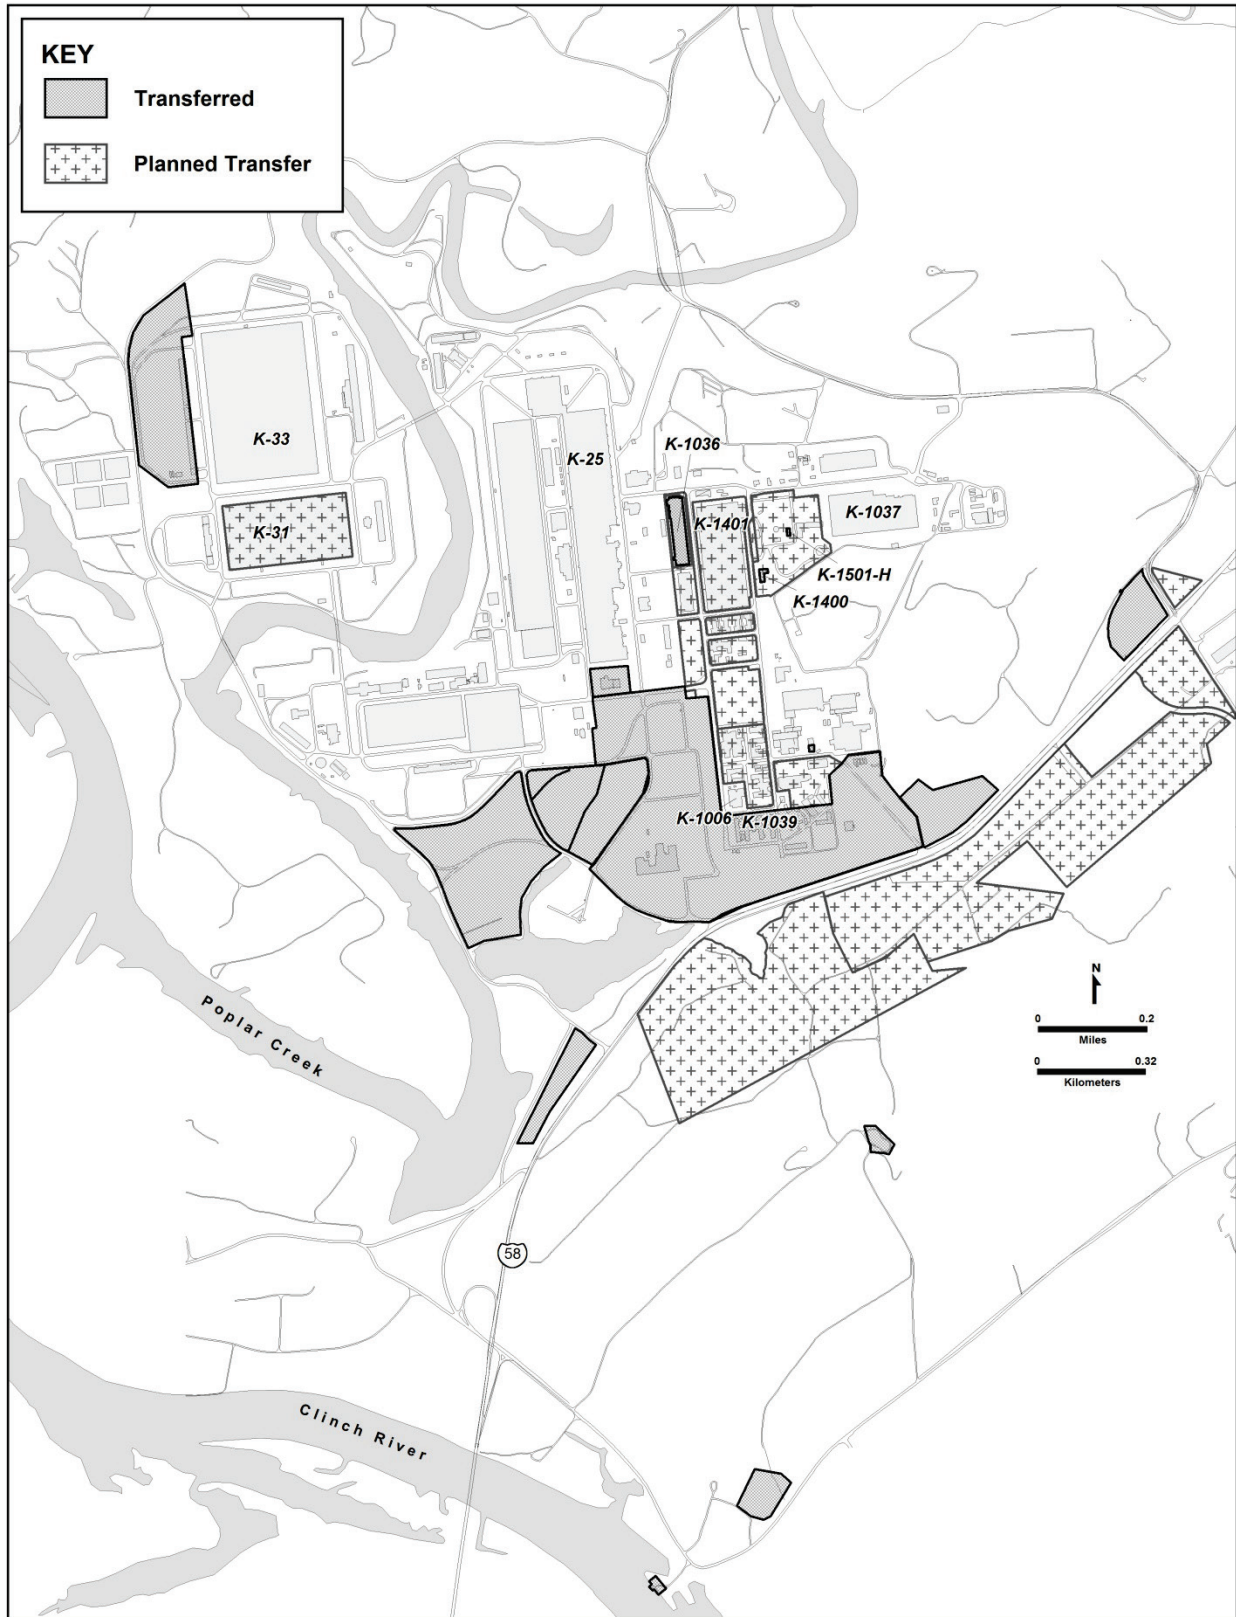 KEY
Transferred
Planned Transfer
K-1036
K-33
K-25
K-1401
K-1037
K-31
K-1501-H
K-1400
K-1006
K-1039
N
0 0.2
Miles
0 0.32
Kilometers
Poplar Creek
58
Clinch River